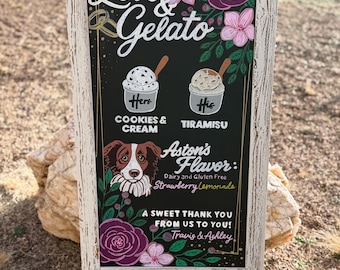 &
Gelato
Hers
His
COOKIES &
CREAM
TIRAMISU
Aston's
Flavor:
Dairy and Gluten Free
Strawberry Lemonade
A SWEET THANK YOU
FROM US TO YOU!
Travis & Ashley